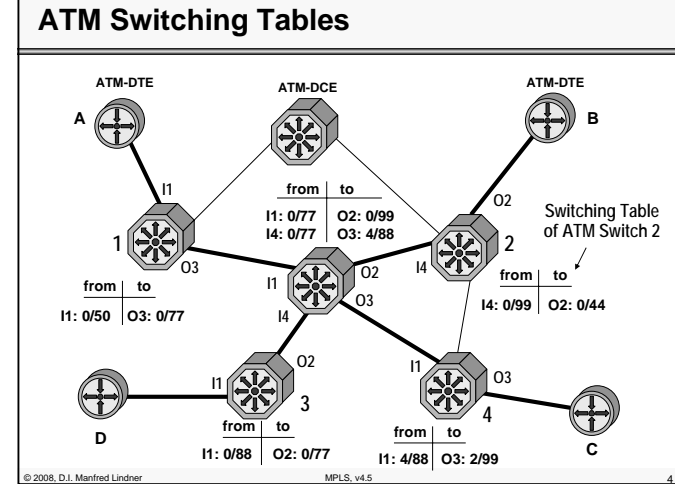 ATM Switching Tables
ATM-DTE
ATM-DCE
ATM-DTE
A
B
I1
from to
I1: 0/77 O2: 0/99
I4: 0/77 O3: 4/88
O2
Switching Table
of ATM Switch 2
1
O3
2
I4
from to
I1: 0/50 O3: 0/77
I1
O2
O3
I4
from to
I4: 0/99 O2: 0/44
I1
O2
3
I1
O3
4
D
from to
I1: 0/88 O2: 0/77
from to
I1: 4/88 O3: 2/99
C
© 2008, D.I. Manfred Lindner
MPLS, v4.5
4